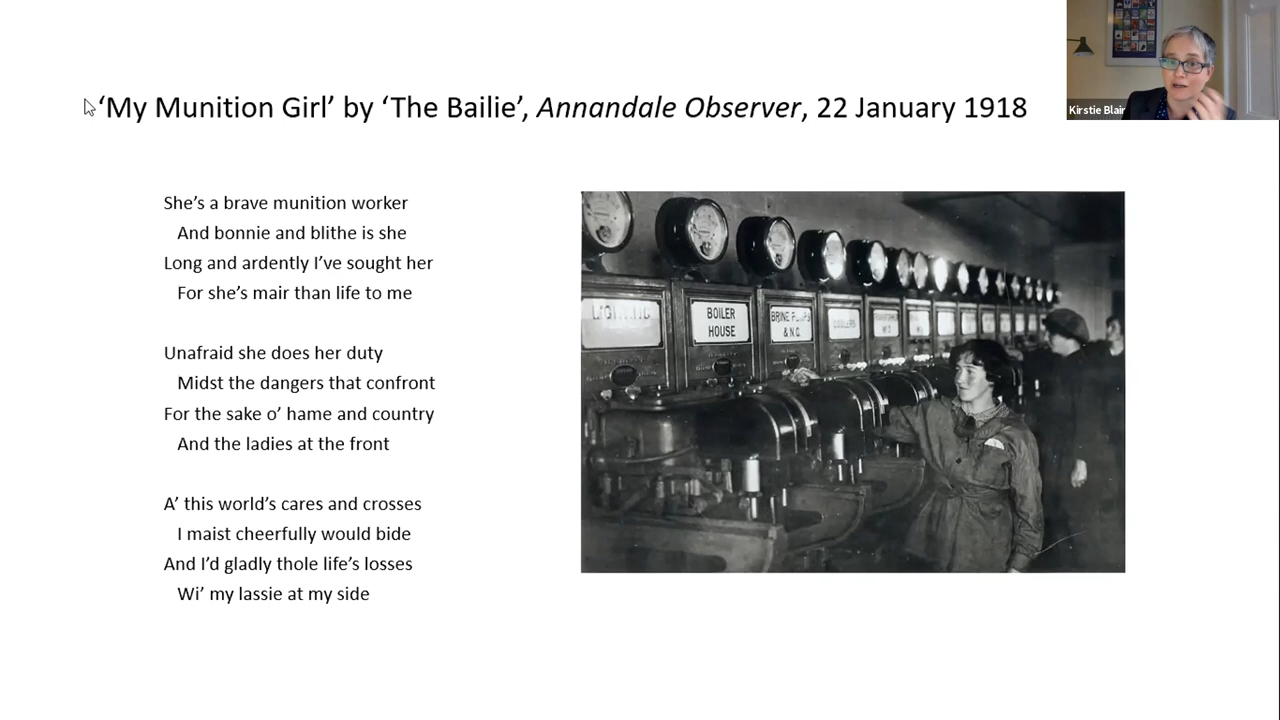 ‘My Munition Girl’ by ‘The Bailie’, Annandale Observer, 22 January 1918
Kirstie Blair
She’s a brave munition worker
And bonnie and blithe is she
Long and ardently I’ve sought her
For she’s mair than life to me
Unafraid she does her duty
Midst the dangers that confront
For the sake o’ hame and country
And the ladies at the front
A’ this world’s cares and crosses
I maist cheerfully would bide
And I’d gladly thole life’s losses
Wi’ my lassie at my side
LIGHTING
BOILER
HOUSE
BRINE PUMPS
& N.C.
COOLERS